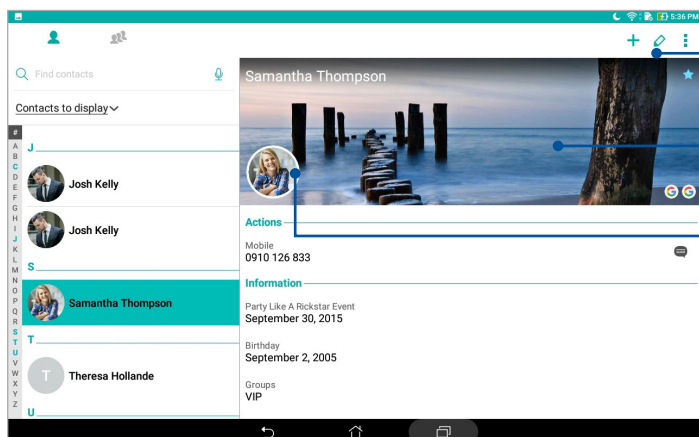 5:36 PM
Find contacts
Contacts to display
#
A
B
C
D
E
F
G
H
I
J
K
L
M
N
O
P
Q
R
S
T
U
V
W
X
Y
Z
J
Josh Kelly
Josh Kelly
S
Samantha Thompson
T
T
Theresa Hollande
U
Samantha Thompson
G G
Actions
Mobile
0910 126 833
Information
Party Like A Rickstar Event
September 30, 2015
Birthday
September 2, 2005
Groups
VIP